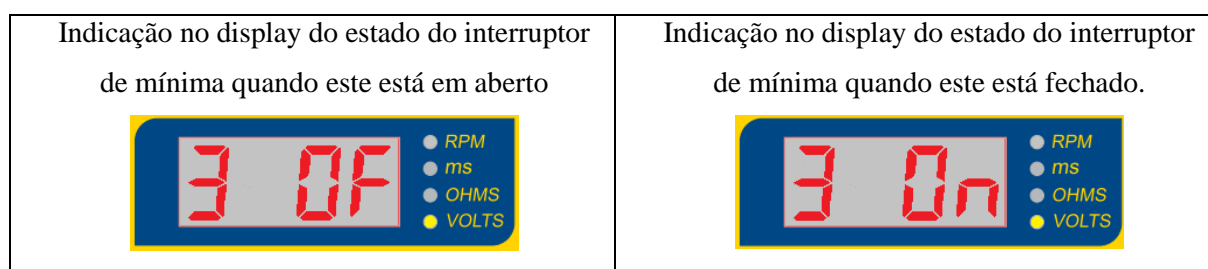 Indicação no display do estado do interruptor
de mínima quando este está em aberto
3 0F
RPM
ms
OHMS
VOLTS
Indicação no display do estado do interruptor
de mínima quando este está fechado.
3 0n
RPM
ms
OHMS
VOLTS